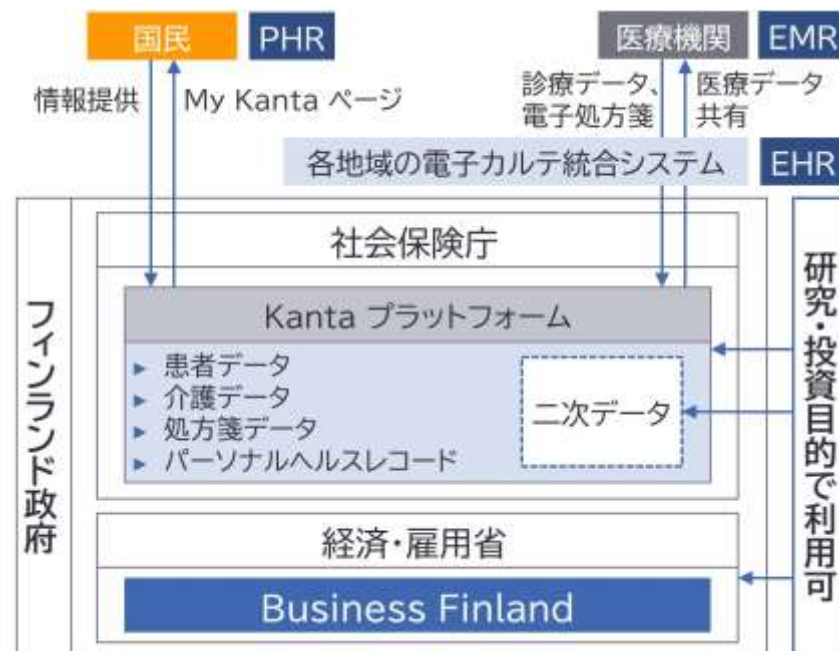 国民
PHR
医療機関
EMR
情報提供
My Kanta ページ
診療データ、
電子処方箋
医療データ
共有
各地域の電子カルテ統合システム
EHR
フィンランド政府
社会保険庁
Kanta プラットフォーム
▶ 患者データ
▶ 介護データ
▶ 処方箋データ
▶ パーソナルヘルスレコード
二次データ
経済・雇用省
Business Finland
研究・投資目的で利用可